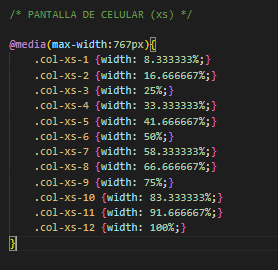 /* PANTALLA DE CELULAR (xs) */
@media(max-width:767px){
.col-xs-1 {width: 8.333333%;}
.col-xs-2 {width: 16.666667%;}
.col-xs-3 {width: 25%;}
.col-xs-4 {width: 33.333333%;}
.col-xs-5 {width: 41.666667%;}
.col-xs-6 {width: 50%;}
.col-xs-7 {width: 58.333333%;}
.col-xs-8 {width: 66.666667%;}
.col-xs-9 {width: 75%;}
.col-xs-10 {width: 83.333333%;}
.col-xs-11 {width: 91.666667%;}
.col-xs-12 {width: 100%;}
}